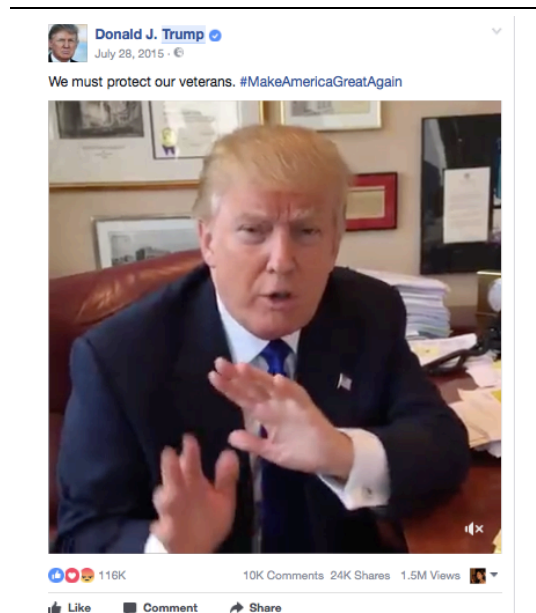 Donald J. Trump
July 28, 2015 ·
We must protect our veterans. #MakeAmericaGreatAgain
116K 10K Comments 24K Shares 1.5M Views
Like Comment Share